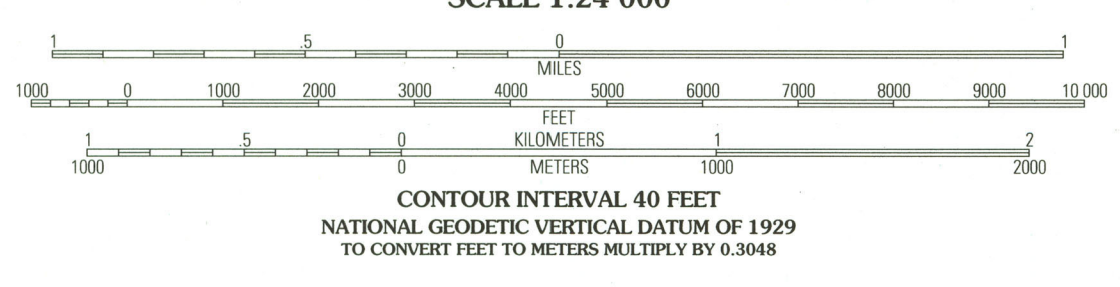 SCALE 1:24 000
1 .5 0 1
MILES
1000 0 1000 2000 3000 4000 5000 6000 7000 8000 9000 10 000
FEET
1 .5 0 KILOMETERS 1 2
1000 0 METERS 1000 2000
CONTOUR INTERVAL 40 FEET
NATIONAL GEODETIC VERTICAL DATUM OF 1929
TO CONVERT FEET TO METERS MULTIPLY BY 0.3048